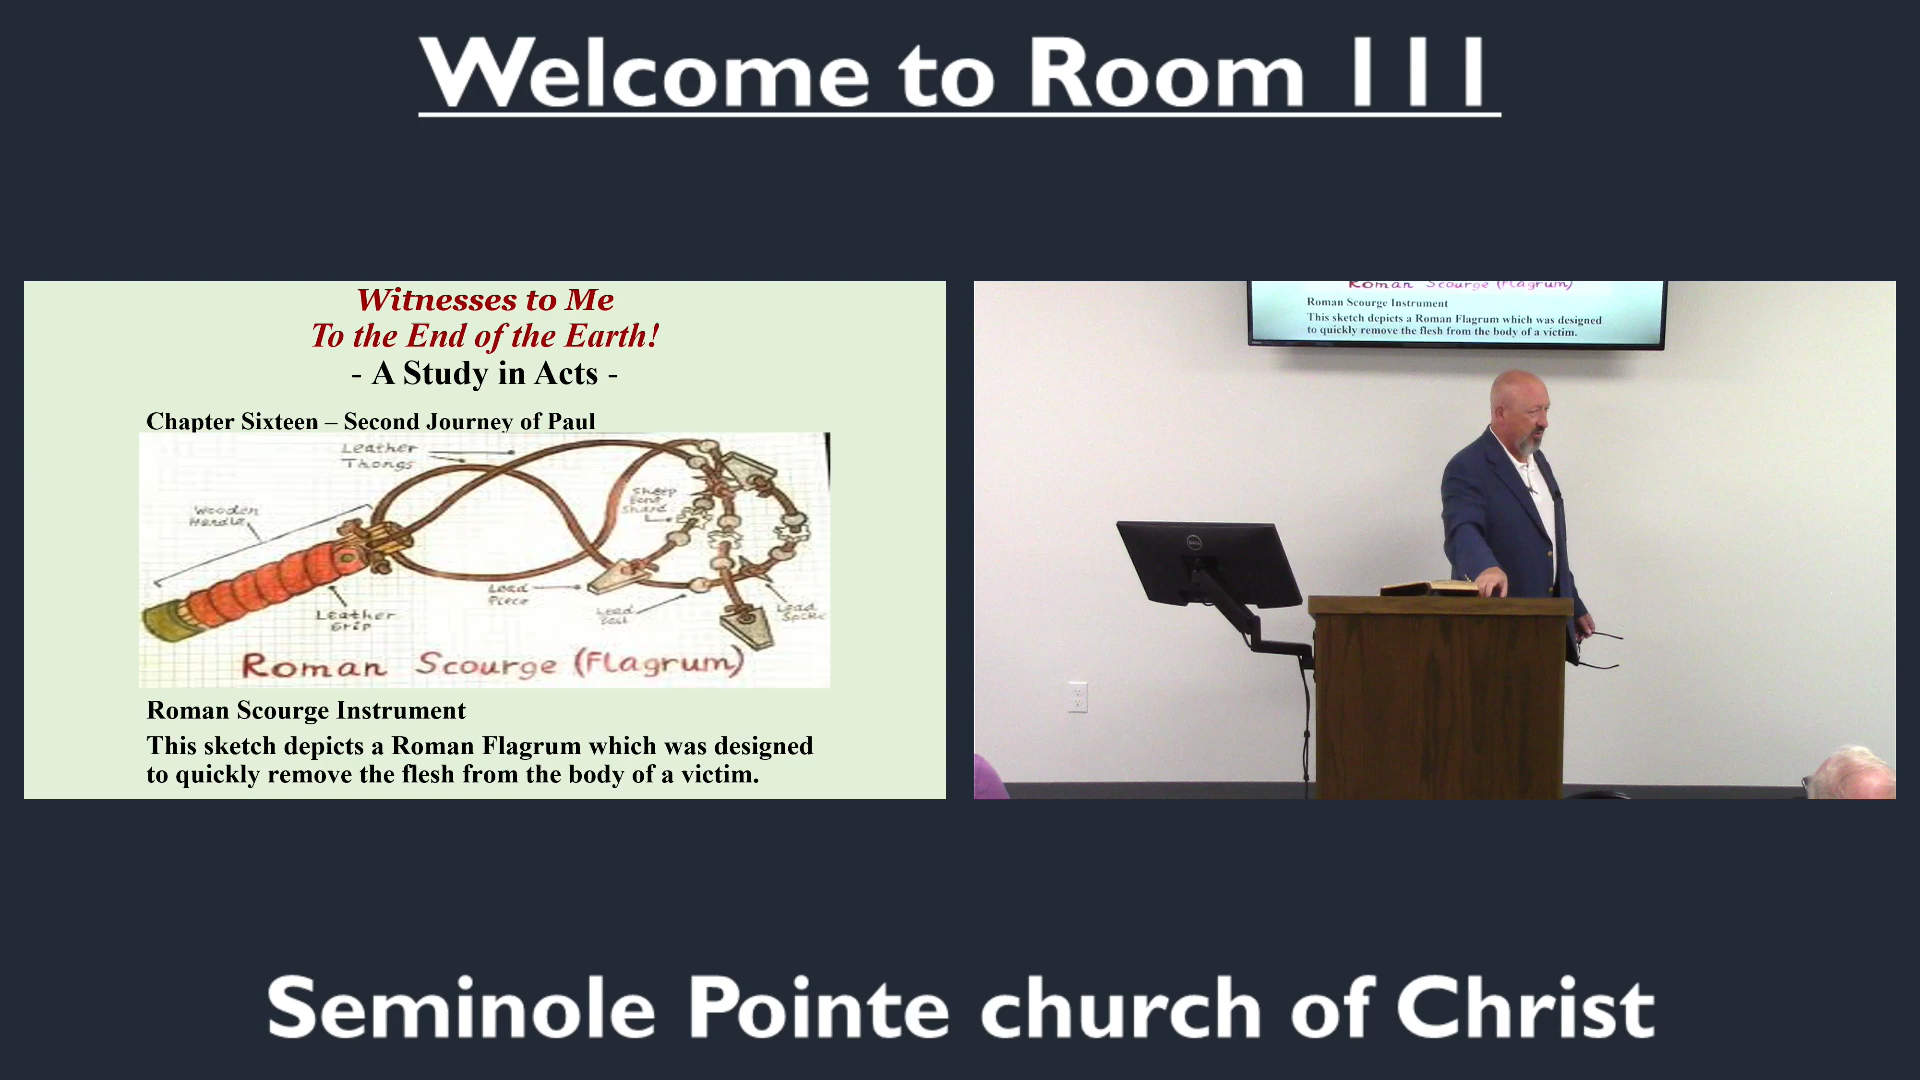 Welcome to Room 111
Witnesses to Me
To the End of the Earth!
- A Study in Acts -
Chapter Sixteen – Second Journey of Paul
Leather
Thongs
Wooden
Handle
Sheep
Bone
Shard
Lead
Piece
Lead
Ball
Lead
Spike
Leather
Grip
Roman Scourge (Flagrum)
Roman Scourge Instrument
This sketch depicts a Roman Flagrum which was designed
to quickly remove the flesh from the body of a victim.
Roman Scourge (Flagrum)
Roman Scourge Instrument
This sketch depicts a Roman Flagrum which was designed
to quickly remove the flesh from the body of a victim.
DELL
Seminole Pointe church of Christ